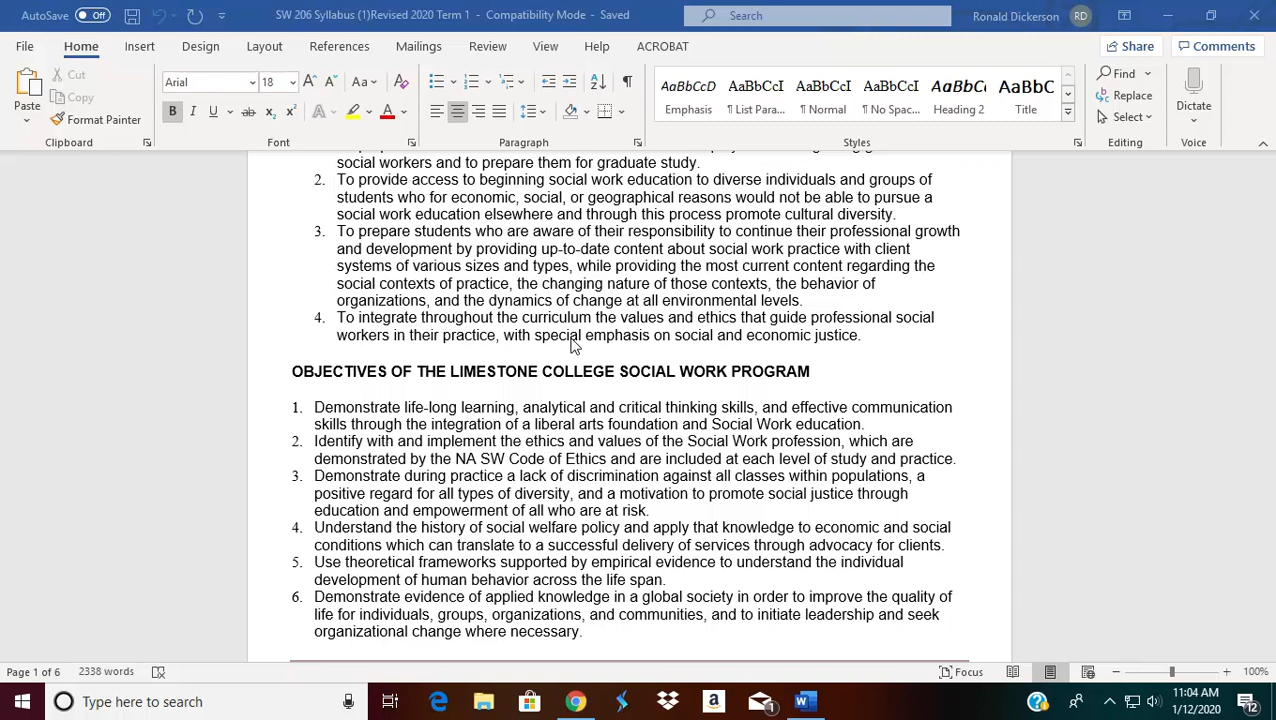 AutoSave Off SW 206 Syllabus (1)Revised 2020 Term 1 - Compatibility Mode - Saved Search Ronald Dickerson RD
File Home Insert Design Layout References Mailings Review View Help ACROBAT Share Comments
Paste Cut Copy Format Painter
Clipboard
Arial 18 Aa
B I U ab x₂ x² A A
Font
Paragraph
AaBbCcD AaBbCcI AaBbCcI AaBbCcI AaBbCc AaBbC
Emphasis ¶ List Para... ¶ Normal ¶ No Spac... Heading 2 Title
Styles
Find
Replace
Select
Editing
Dictate
Voice
social workers and to prepare them for graduate study.
2. To provide access to beginning social work education to diverse individuals and groups of
students who for economic, social, or geographical reasons would not be able to pursue a
social work education elsewhere and through this process promote cultural diversity.
3. To prepare students who are aware of their responsibility to continue their professional growth
and development by providing up-to-date content about social work practice with client
systems of various sizes and types, while providing the most current content regarding the
social contexts of practice, the changing nature of those contexts, the behavior of
organizations, and the dynamics of change at all environmental levels.
4. To integrate throughout the curriculum the values and ethics that guide professional social
workers in their practice, with special emphasis on social and economic justice.
OBJECTIVES OF THE LIMESTONE COLLEGE SOCIAL WORK PROGRAM
1. Demonstrate life-long learning, analytical and critical thinking skills, and effective communication
skills through the integration of a liberal arts foundation and Social Work education.
2. Identify with and implement the ethics and values of the Social Work profession, which are
demonstrated by the NA SW Code of Ethics and are included at each level of study and practice.
3. Demonstrate during practice a lack of discrimination against all classes within populations, a
positive regard for all types of diversity, and a motivation to promote social justice through
education and empowerment of all who are at risk.
4. Understand the history of social welfare policy and apply that knowledge to economic and social
conditions which can translate to a successful delivery of services through advocacy for clients.
5. Use theoretical frameworks supported by empirical evidence to understand the individual
development of human behavior across the life span.
6. Demonstrate evidence of applied knowledge in a global society in order to improve the quality of
life for individuals, groups, organizations, and communities, and to initiate leadership and seek
organizational change where necessary.
Page 1 of 6 2338 words Focus 100%
Type here to search 11:04 AM
1/12/2020 12